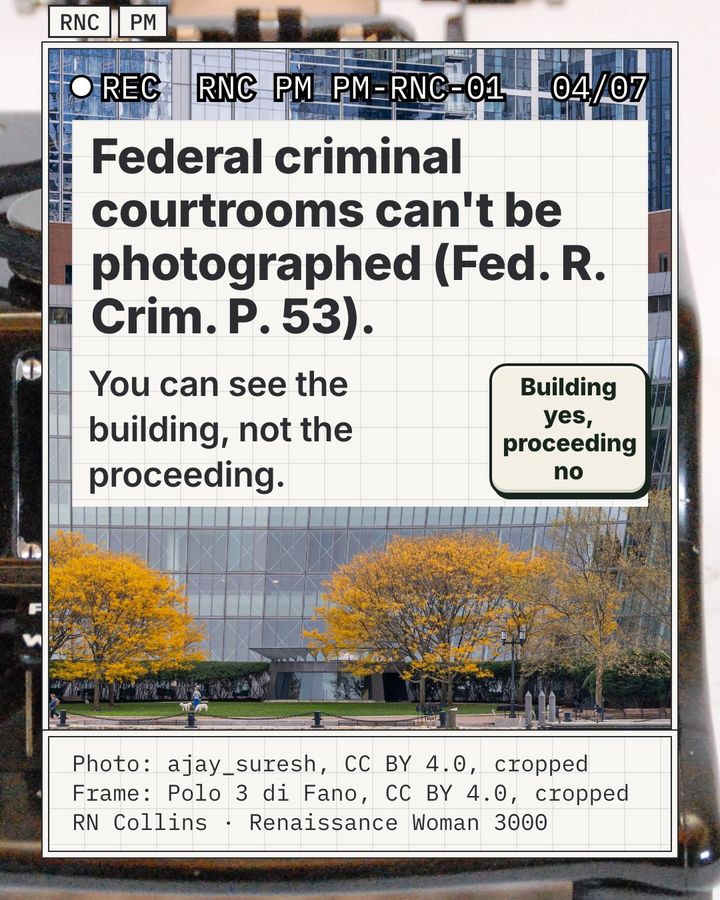 RNC PM
REC RNC PM PM-RNC-01 04/07
Federal criminal
courtrooms can't be
photographed (Fed. R.
Crim. P. 53).
You can see the
building, not the
proceeding.
Building
yes,
proceeding
no
Photo: ajay_suresh, CC BY 4.0, cropped
Frame: Polo 3 di Fano, CC BY 4.0, cropped
RN Collins · Renaissance Woman 3000